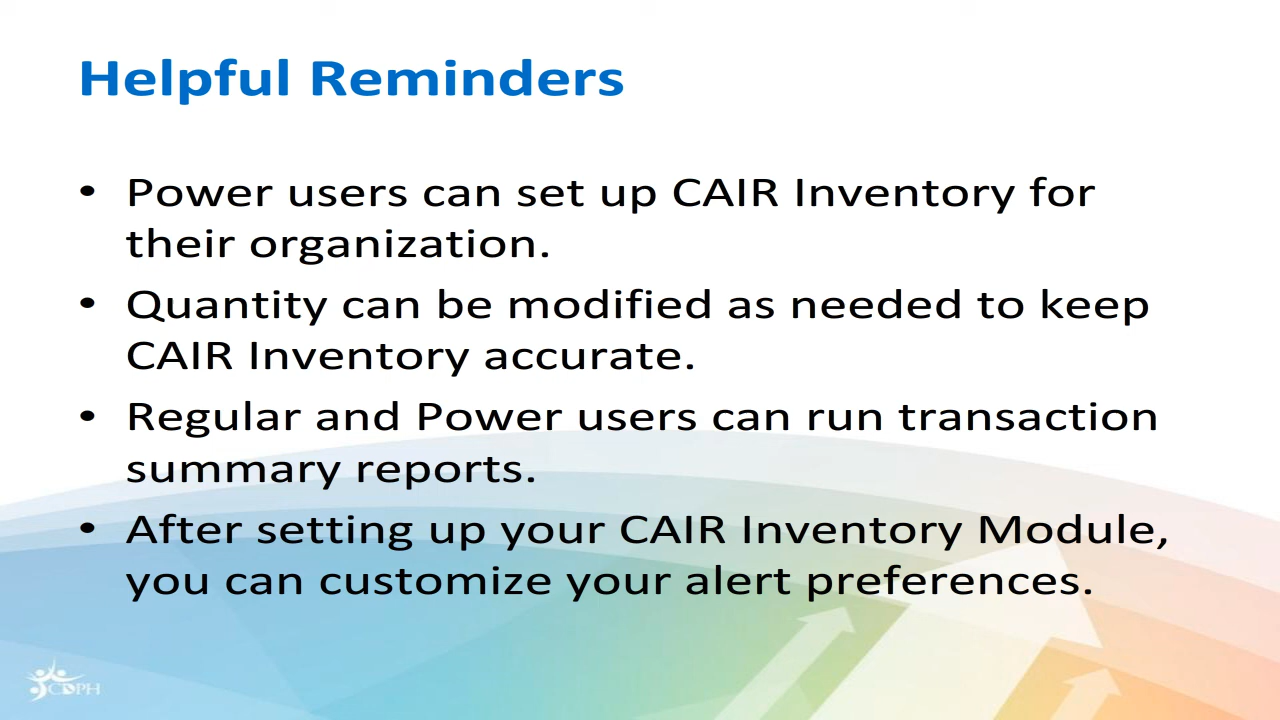 Helpful Reminders
• Power users can set up CAIR Inventory for
their organization.
• Quantity can be modified as needed to keep
CAIR Inventory accurate.
• Regular and Power users can run transaction
summary reports.
• After setting up your CAIR Inventory Module,
you can customize your alert preferences.
CDPH